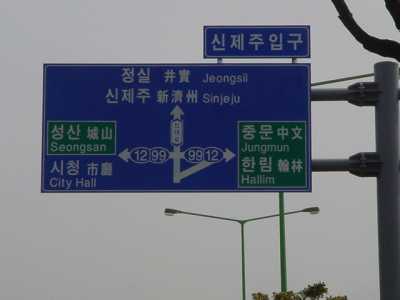 신제주입구
정실 井實 Jeongsil
신제주 新濟州 Sinjeju
성산 城山
Seongsan
시청 市廳
City Hall
12 99
99 12
중문 中文
Jungmun
한림 翰林
Hallim